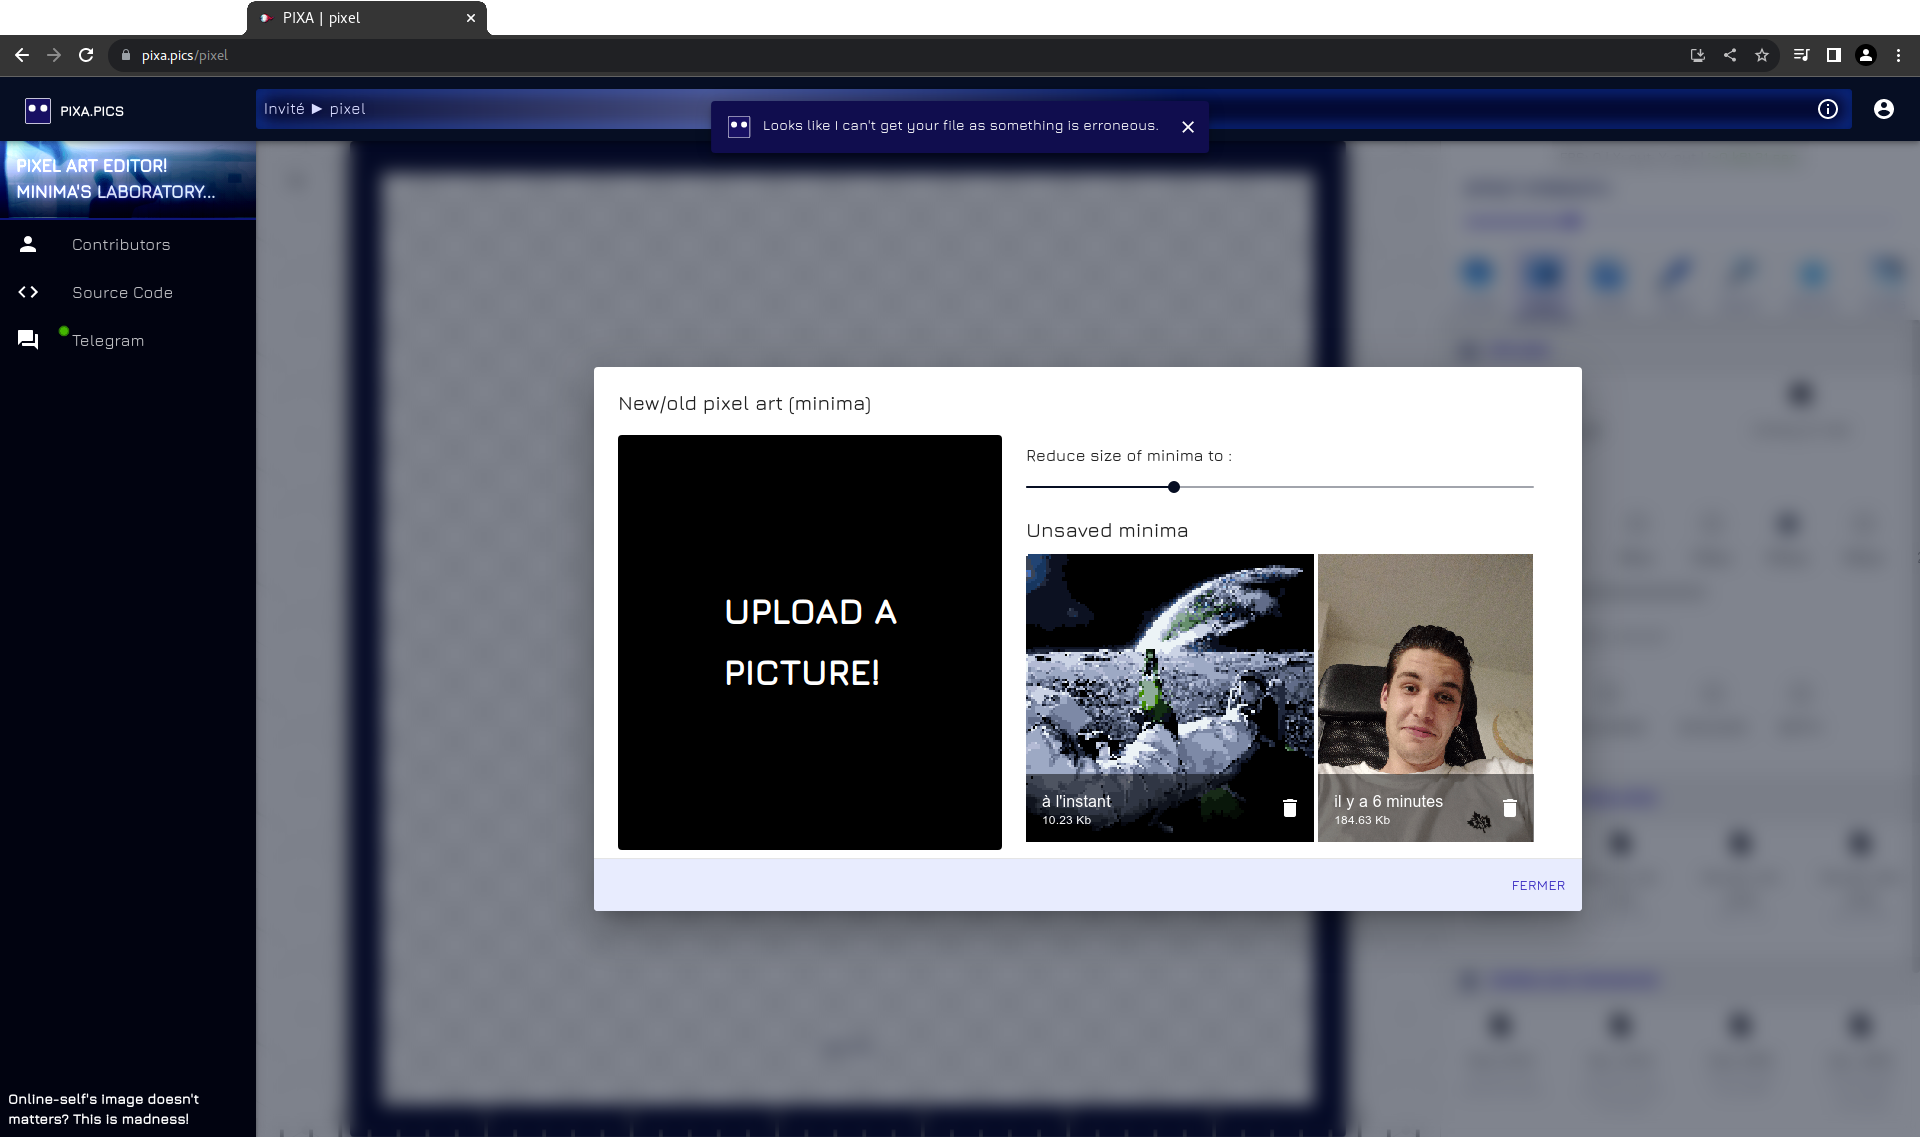 PIXA | pixel
pixa.pics/pixel
PIXA.PICS
Invité ► pixel
Looks like I can't get your file as something is erroneous.
PIXEL ART EDITOR!
MINIMA'S LABORATORY...
Contributors
Source Code
Telegram
New/old pixel art (minima)
UPLOAD A
PICTURE!
Reduce size of minima to :
Unsaved minima
à l'instant
10.23 Kb
il y a 6 minutes
184.63 Kb
FERMER
Online-self's image doesn't
matters? This is madness!